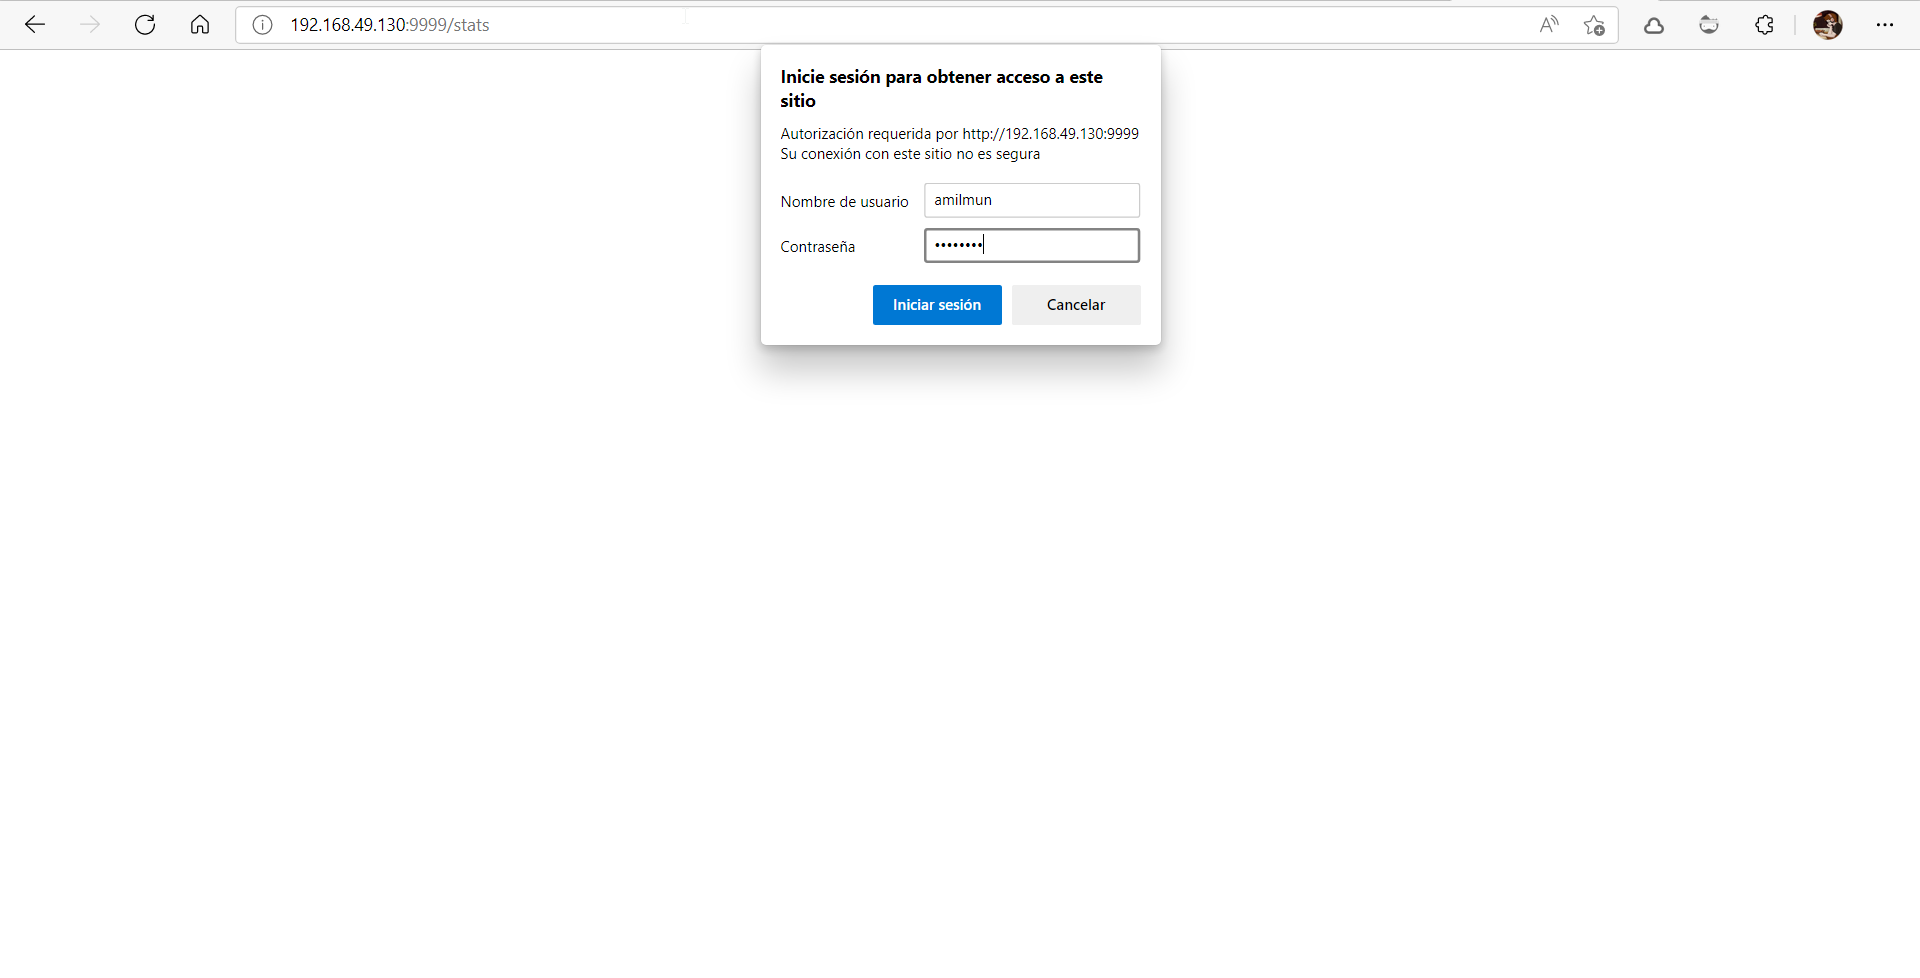 192.168.49.130:9999/stats
Inicie sesión para obtener acceso a este
sitio
Autorización requerida por http://192.168.49.130:9999
Su conexión con este sitio no es segura
Nombre de usuario amilmun
Contraseña ••••••••
Iniciar sesión Cancelar